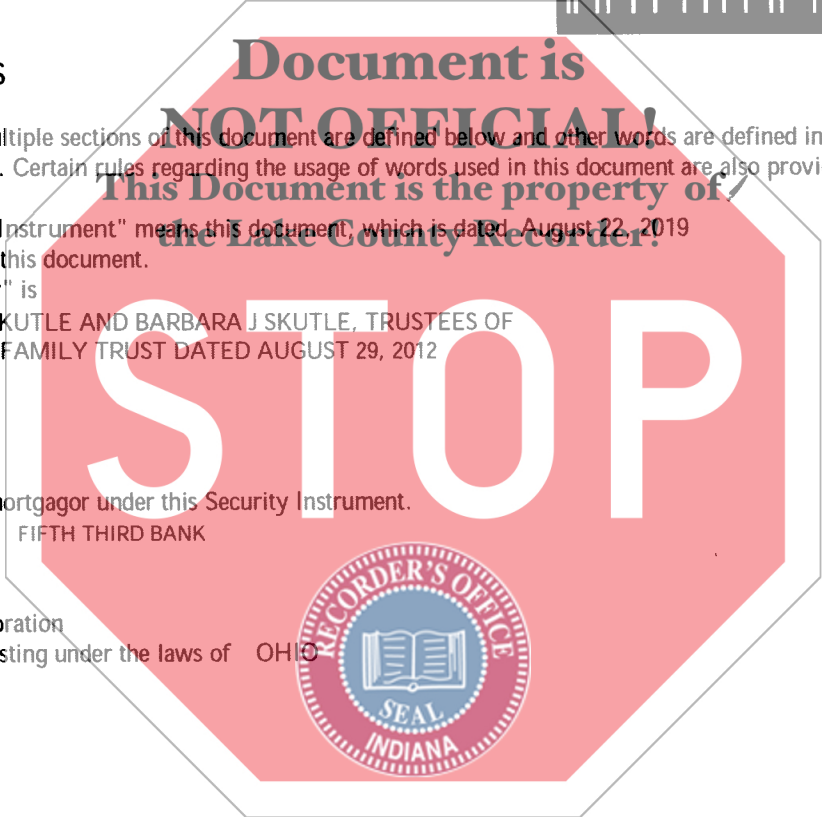 Document is
NOT OFFICIAL!
This Document is the property of
the Lake County Recorder!
S
ltiple sections of this document are defined below and other words are defined in
. Certain rules regarding the usage of words used in this document are also provi
Instrument" means this document, which is dated August 22, 2019
this document.
" is
KUTLE AND BARBARA J SKUTLE, TRUSTEES OF
FAMILY TRUST DATED AUGUST 29, 2012
STOP
ortgagor under this Security Instrument.
FIFTH THIRD BANK
oration
sting under the laws of OHIO
RECORDER'S OFFICE
SEAL
INDIANA